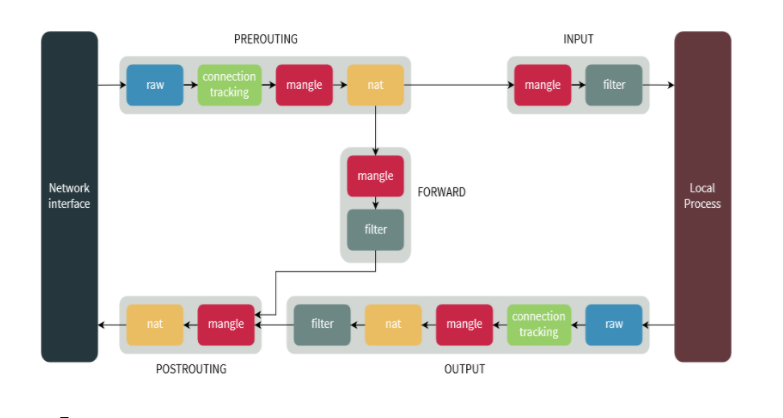 PREROUTING
INPUT
raw
connection
tracking
mangle
nat
mangle
filter
Network
interface
mangle
filter
FORWARD
Local
Process
nat
mangle
filter
nat
mangle
connection
tracking
raw
POSTROUTING
OUTPUT